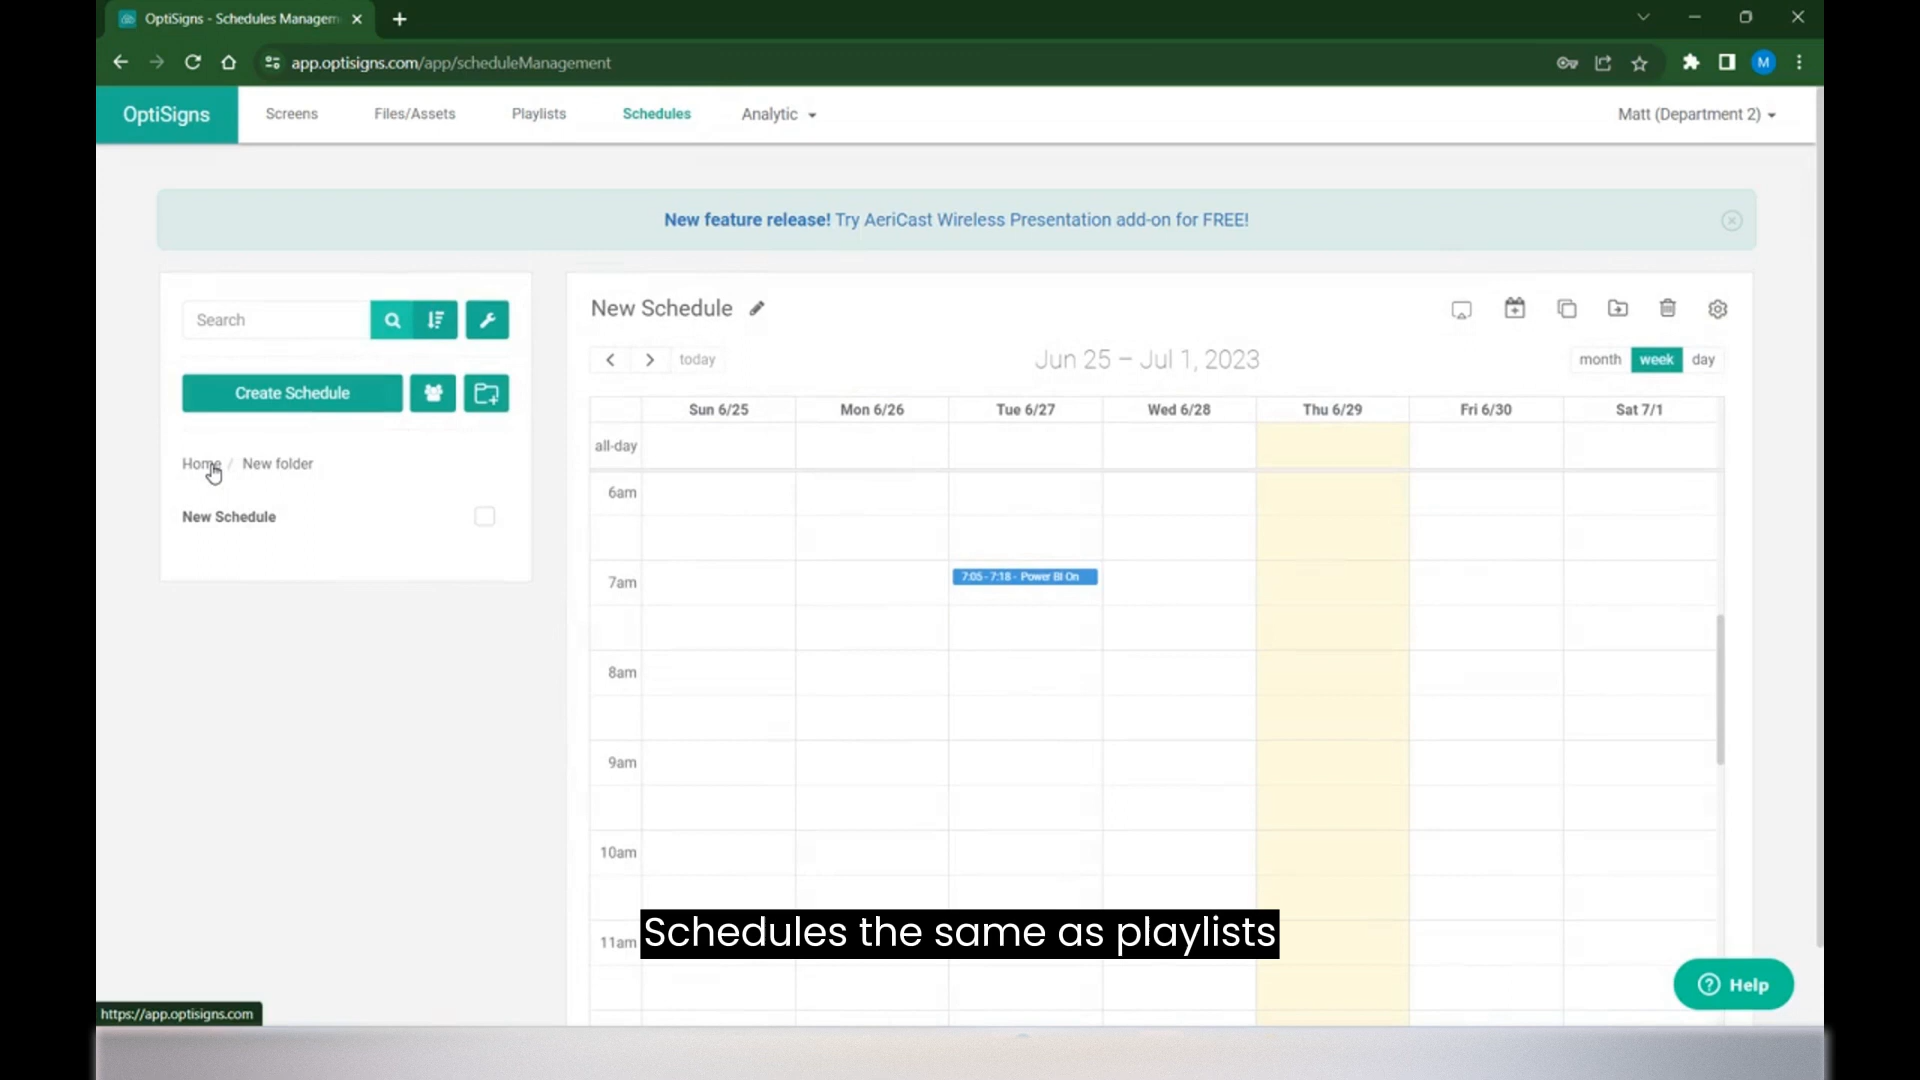 OptiSigns - Schedules Managem
app.optisigns.com/app/scheduleManagement
M
OptiSigns
Screens
Files/Assets
Playlists
Schedules
Analytic
Matt (Department 2)
New feature release! Try AeriCast Wireless Presentation add-on for FREE!
Search
Create Schedule
Home / New folder
New Schedule
New Schedule
today
Jun 25 – Jul 1, 2023
month week day
Sun 6/25 Mon 6/26 Tue 6/27 Wed 6/28 Thu 6/29 Fri 6/30 Sat 7/1
all-day
6am
7am
7:05 - 7:18 - Power BI On
8am
9am
10am
11am
Schedules the same as playlists
Help
https://app.optisigns.com